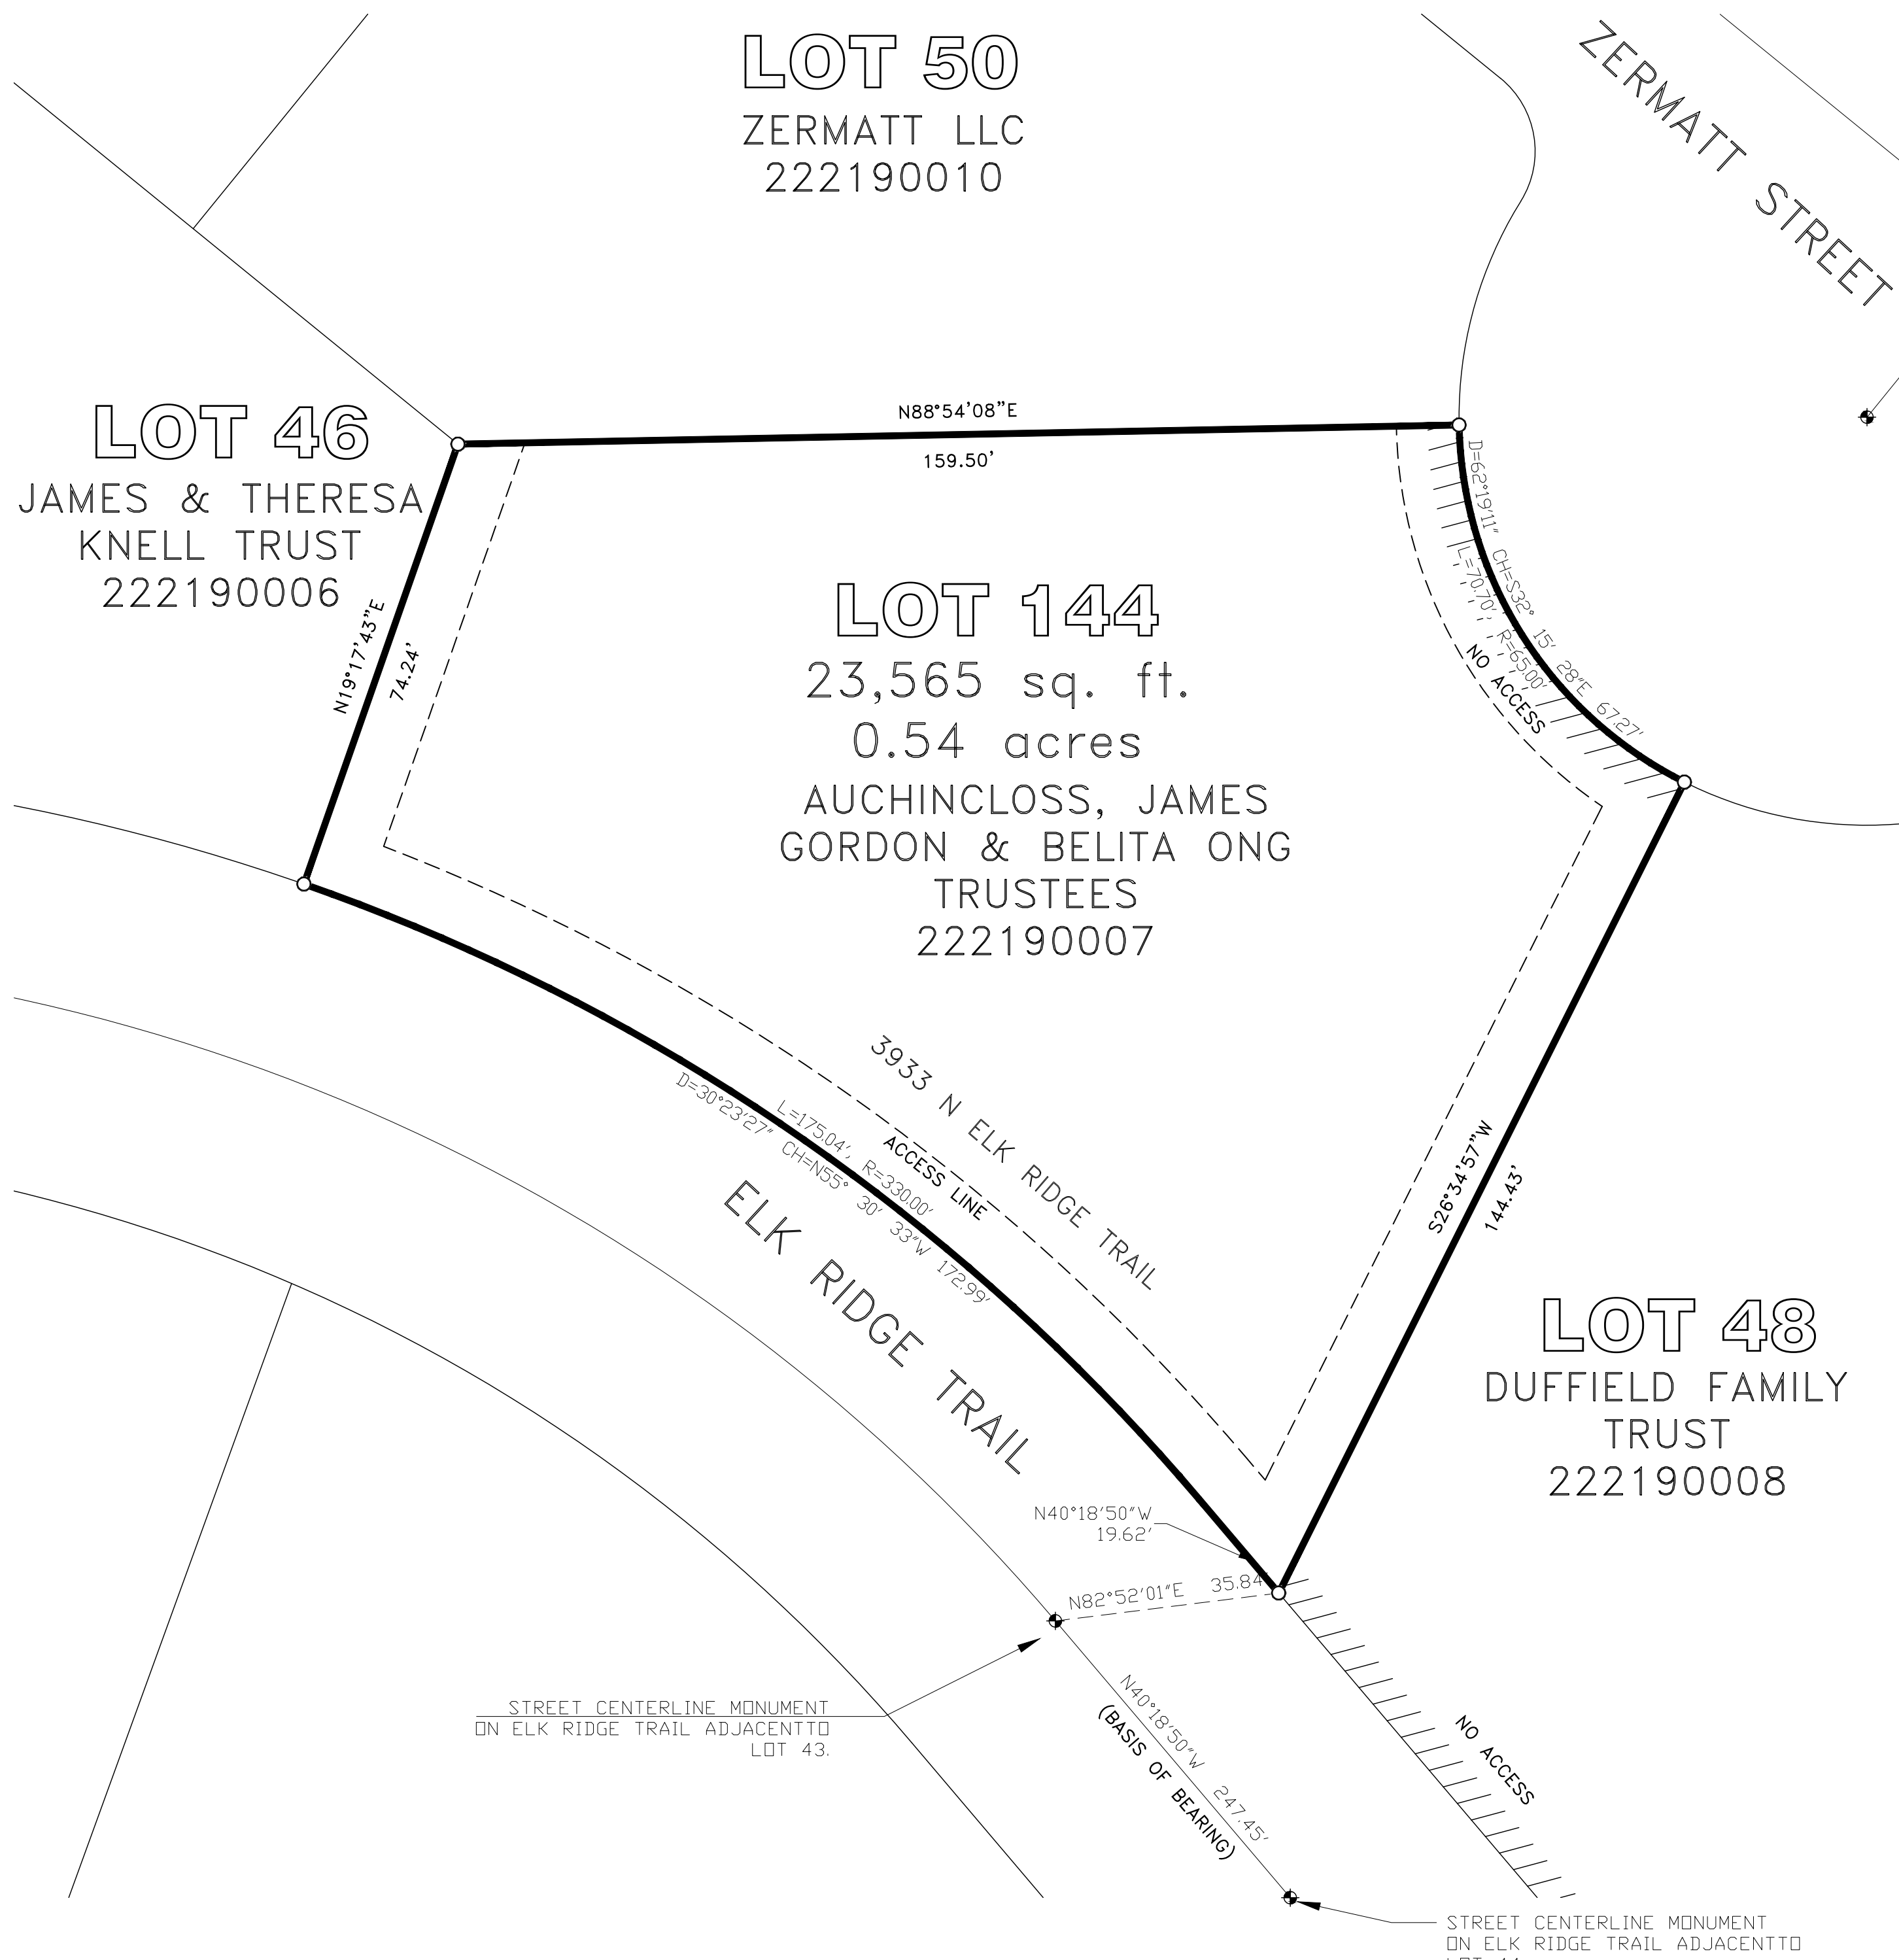 LOT 50
ZERMATT LLC
222190010
ZERMATT STREET
LOT 46
JAMES & THERESA
KNELL TRUST
222190006
N88°54'08"E
159.50'
N19°17'43"E
74.24'
D=62°19'11" CH=S32° 15' 28"E 67.27'
L=70.70', R=65.00'
NO ACCESS
LOT 144
23,565 sq. ft.
0.54 acres
AUCHINCLOSS, JAMES
GORDON & BELITA ONG
TRUSTEES
222190007
3933 N ELK RIDGE TRAIL
L=175.04', R=330.00'
D=30°23'27" CH=N55° 30' 33"W 172.99'
ACCESS LINE
ELK RIDGE TRAIL
S26°34'57"W
144.43'
LOT 48
DUFFIELD FAMILY
TRUST
222190008
N40°18'50"W
19.62'
N82°52'01"E 35.84'
STREET CENTERLINE MONUMENT
ON ELK RIDGE TRAIL ADJACENTTO
LOT 43.
N40°18'50"W 247.45'
(BASIS OF BEARING)
NO ACCESS
STREET CENTERLINE MONUMENT
ON ELK RIDGE TRAIL ADJACENTTO